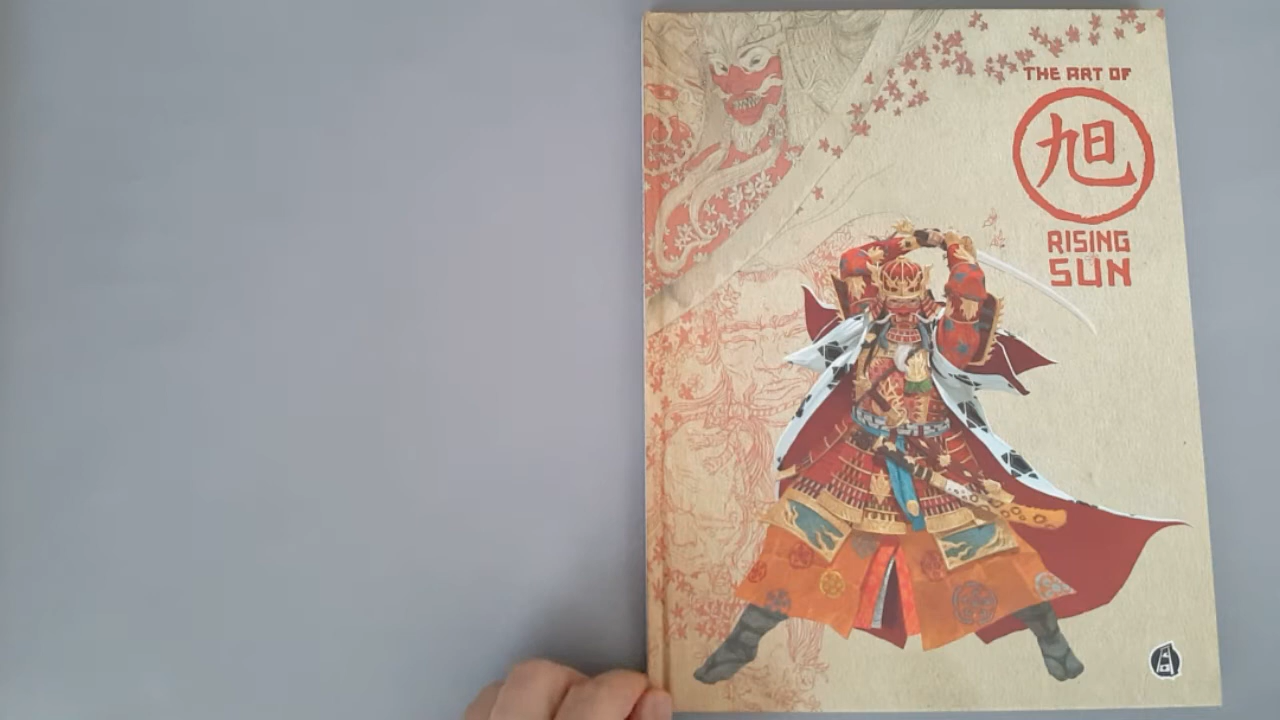 THE ART OF
旭
RISING
SUN